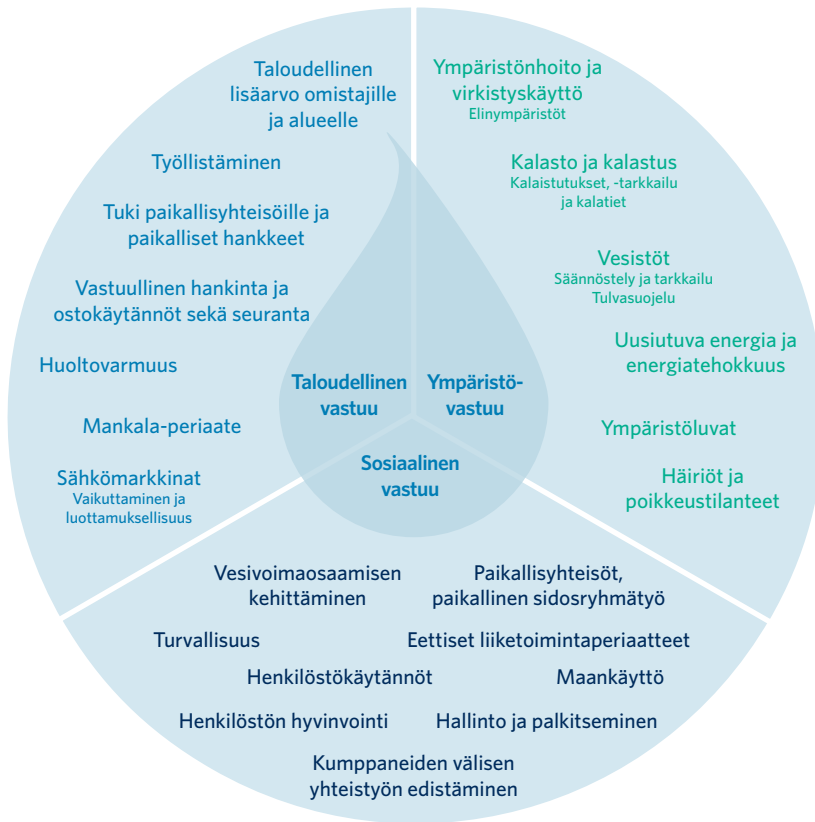 Taloudellinen
lisäarvo omistajille
ja alueelle
Työllistäminen
Tuki paikallisyhteisöille ja
paikalliset hankkeet
Vastuullinen hankinta ja
ostokäytännöt sekä seuranta
Huoltovarmuus
Mankala-periaate
Sähkömarkkinat
Vaikuttaminen ja
luottamuksellisuus
Ympäristönhoito ja
virkistyskäyttö
Elinympäristöt
Kalasto ja kalastus
Kalaistutukset, -tarkkailu
ja kalatiet
Vesistöt
Säännöstely ja tarkkailu
Tulvasuojelu
Uusiutuva energia ja
energiatehokkuus
Ympäristöluvat
Häiriöt ja
poikkeustilanteet
Taloudellinen
vastuu
Ympäristö-
vastuu
Sosiaalinen
vastuu
Vesivoimaosaamisen
kehittäminen
Paikallisyhteisöt,
paikallinen sidosryhmätyö
Turvallisuus
Eettiset liiketoimintaperiaatteet
Henkilöstökäytännöt
Maankäyttö
Henkilöstön hyvinvointi
Hallinto ja palkitseminen
Kumppaneiden välisen
yhteistyön edistäminen